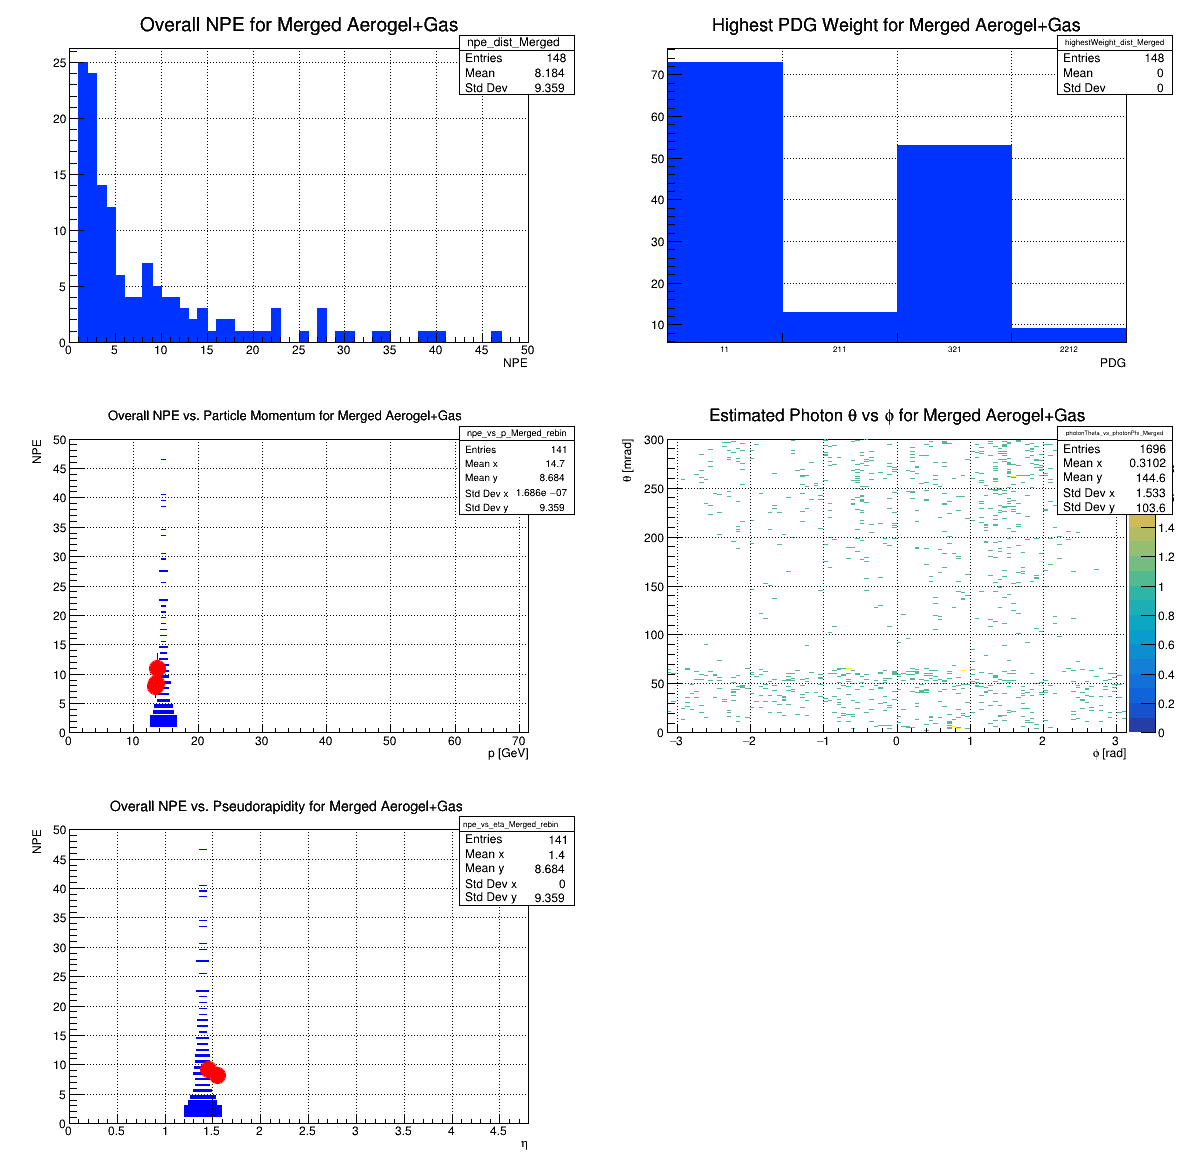 Overall NPE for Merged Aerogel+Gas
npe_dist_Merged
Entries 148
Mean 8.184
Std Dev 9.359
25
20
15
10
5
0
0 5 10 15 20 25 30 35 40 45 50
NPE
Highest PDG Weight for Merged Aerogel+Gas
highestWeight_dist_Merged
Entries 148
Mean 0
Std Dev 0
70
60
50
40
30
20
10
11 211 321 2212
PDG
Overall NPE vs. Particle Momentum for Merged Aerogel+Gas
npe_vs_p_Merged_rebin
Entries 141
Mean x 14.7
Mean y 8.684
Std Dev x 1.686e −07
Std Dev y 9.359
NPE
50
45
40
35
30
25
20
15
10
5
0
0 10 20 30 40 50 60 70
p [GeV]
Estimated Photon θ vs ϕ for Merged Aerogel+Gas
photonTheta_vs_photonPhi_Merged
Entries 1696
Mean x 0.3102
Mean y 144.6
Std Dev x 1.533
Std Dev y 103.6
θ [mrad]
300
250
200
150
100
50
0
−3 −2 −1 0 1 2 3
ϕ [rad]
1.4
1.2
1
0.8
0.6
0.4
0.2
0
Overall NPE vs. Pseudorapidity for Merged Aerogel+Gas
npe_vs_eta_Merged_rebin
Entries 141
Mean x 1.4
Mean y 8.684
Std Dev x 0
Std Dev y 9.359
NPE
50
45
40
35
30
25
20
15
10
5
0
0 0.5 1 1.5 2 2.5 3 3.5 4 4.5
η